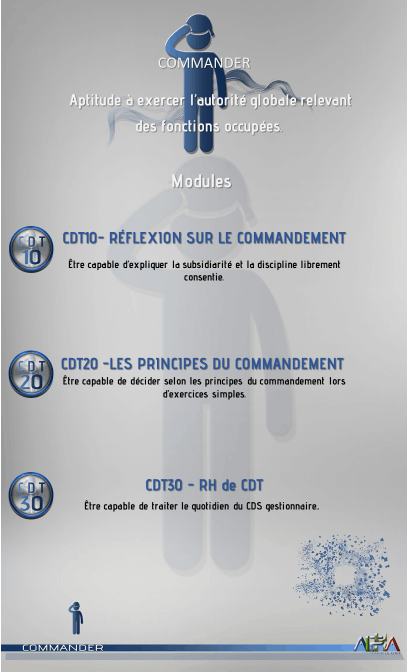 COMMANDER
Aptitude à exercer l'autorité globale relevant
des fonctions occupées.
Modules
CDT
10
CDT10- RÉFLEXION SUR LE COMMANDEMENT
Être capable d'expliquer la subsidiarité et la discipline librement
consentie.
CDT
20
CDT20 -LES PRINCIPES DU COMMANDEMENT
Être capable de décider selon les principes du commandement lors
d'exercices simples.
CDT
30
CDT30 - RH de CDT
Être capable de traiter le quotidien du CDS gestionnaire.
COMMANDER